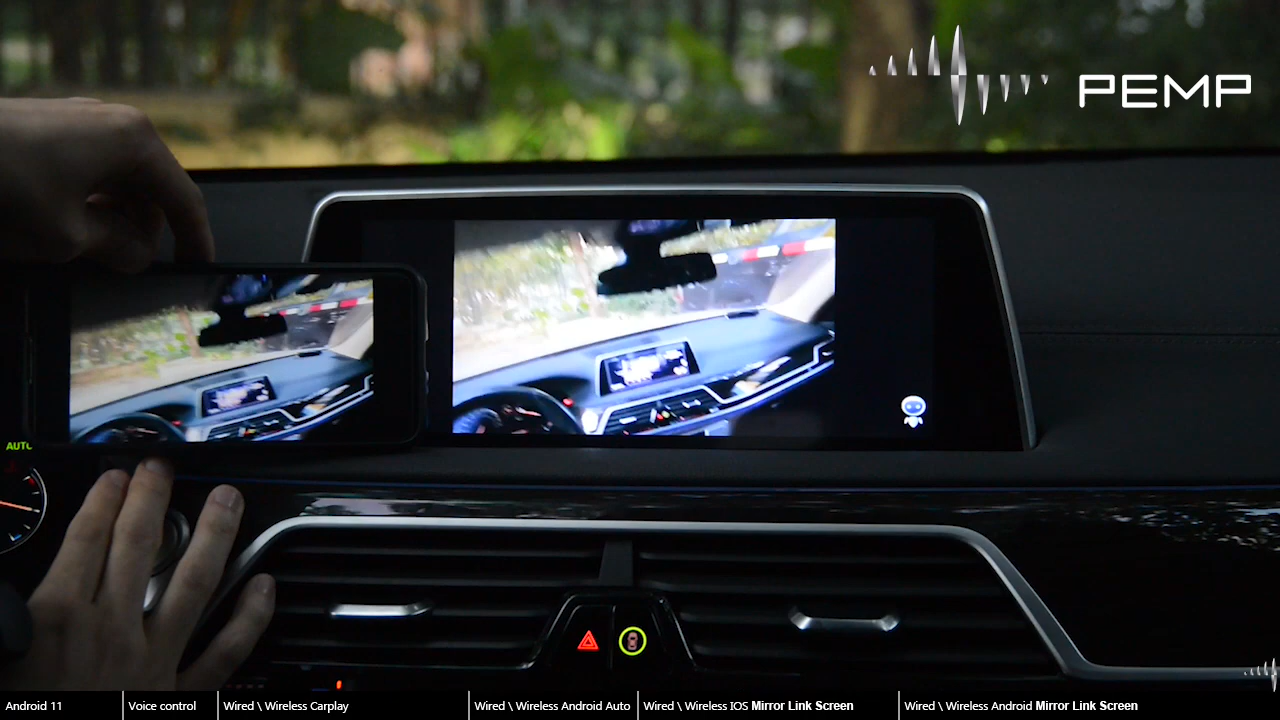 PEMP
AUTO
Android 11
Voice control
Wired \ Wireless Carplay
Wired \ Wireless Android Auto
Wired \ Wireless IOS Mirror Link Screen
Wired \ Wireless Android Mirror Link Screen